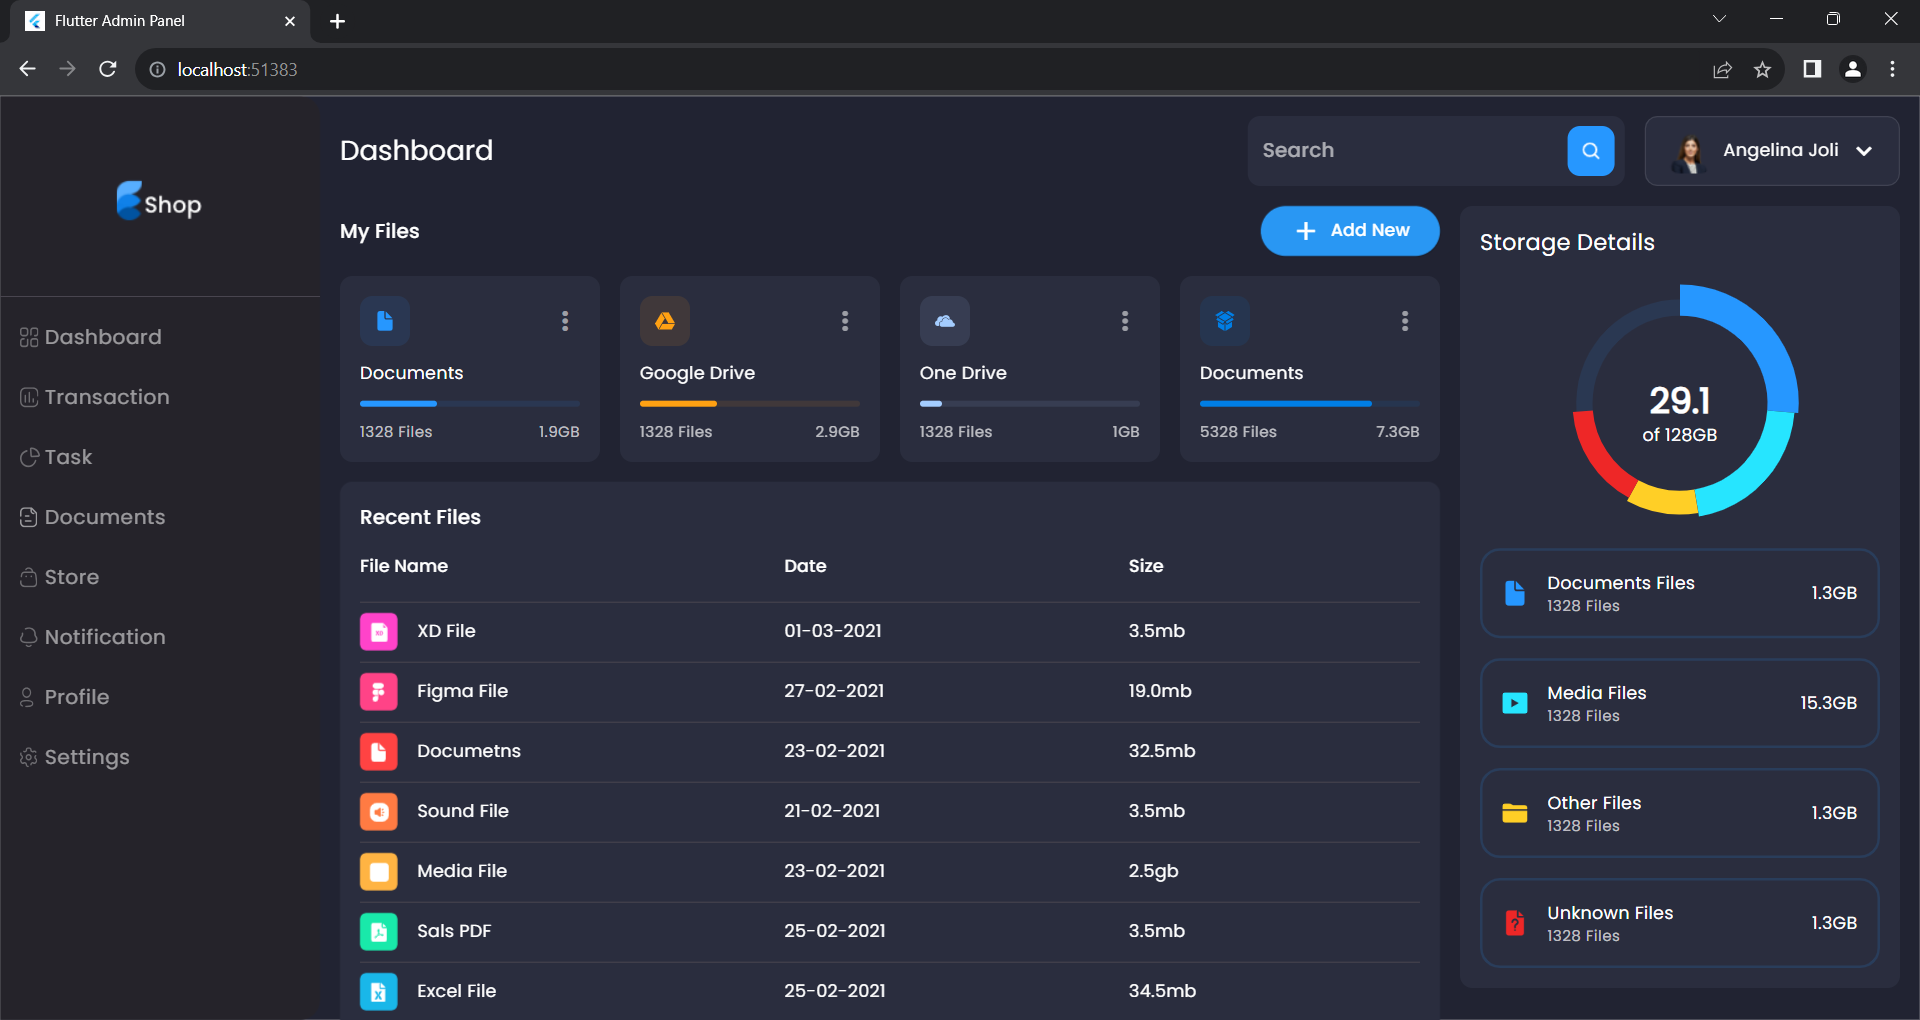 Flutter Admin Panel
localhost:51383
Shop
Dashboard
Transaction
Task
Documents
Store
Notification
Profile
Settings
Dashboard
Search
Angelina Joli
My Files
Add New
Documents
1328 Files 1.9GB
Google Drive
1328 Files 2.9GB
One Drive
1328 Files 1GB
Documents
5328 Files 7.3GB
Recent Files
File Name Date Size
XD File 01-03-2021 3.5mb
Figma File 27-02-2021 19.0mb
Documetns 23-02-2021 32.5mb
Sound File 21-02-2021 3.5mb
Media File 23-02-2021 2.5gb
Sals PDF 25-02-2021 3.5mb
Excel File 25-02-2021 34.5mb
Storage Details
29.1
of 128GB
Documents Files
1328 Files
1.3GB
Media Files
1328 Files
15.3GB
Other Files
1328 Files
1.3GB
Unknown Files
1328 Files
1.3GB